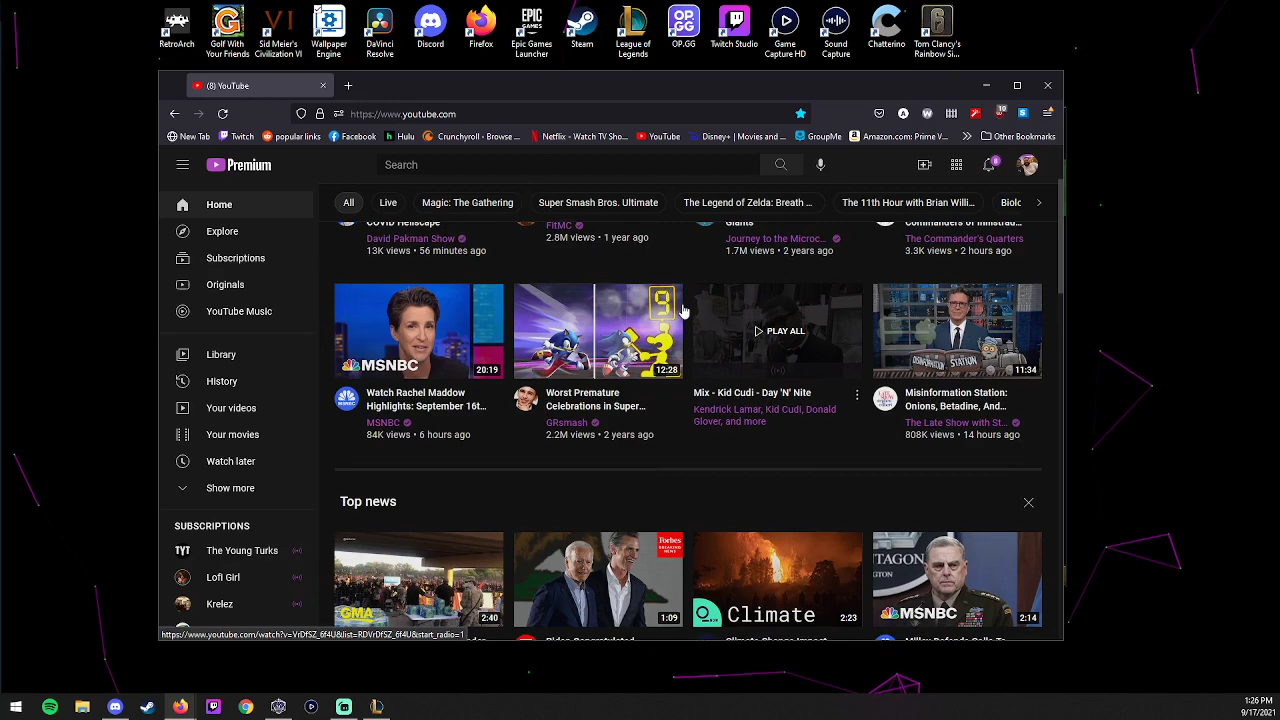 RetroArch
Golf With Your Friends
Sid Meier's Civilization VI
Wallpaper Engine
DaVinci Resolve
Discord
Firefox
Epic Games Launcher
Steam
League of Legends
OP.GG
Twitch Studio
Game Capture HD
Sound Capture
Chatterino
Tom Clancy's Rainbow Si...
(8) YouTube
https://www.youtube.com
10
New Tab Twitch popular links Facebook Hulu Crunchyroll - Browse ... Netflix - Watch TV Sho... YouTube Disney+ | Movies and ... GroupMe Amazon.com: Prime V... Other Bookmarks
Premium
Search
8
Home
Explore
Subscriptions
Originals
YouTube Music
Library
History
Your videos
Your movies
Watch later
Show more
SUBSCRIPTIONS
The Young Turks
Lofi Girl
Krelez
All Live Magic: The Gathering Super Smash Bros. Ultimate The Legend of Zelda: Breath ... The 11th Hour with Brian Willi... Biolc
David Pakman Show
13K views • 56 minutes ago
FitMC
2.8M views • 1 year ago
Giants
Journey to the Microc...
1.7M views • 2 years ago
The Commander's Quarters
3.3K views • 2 hours ago
MSNBC
20:19
Watch Rachel Maddow
Highlights: September 16t...
MSNBC
84K views • 6 hours ago
9
12:28
Worst Premature
Celebrations in Super...
GRsmash
2.2M views • 2 years ago
PLAY ALL
Mix - Kid Cudi - Day 'N' Nite
Kendrick Lamar, Kid Cudi, Donald
Glover, and more
DISINFORMATION STATION
11:34
Misinformation Station:
Onions, Betadine, And...
The Late Show with St...
808K views • 14 hours ago
Top news
GMA
2:40
Forbes
BREAKING NEWS
1:09
Climate
2:23
MSNBC
2:14
https://www.youtube.com/watch?v=VrDfSZ_6f4U&list=RDVrDfSZ_6f4U&start_radio=1
1:26 PM
9/17/2021